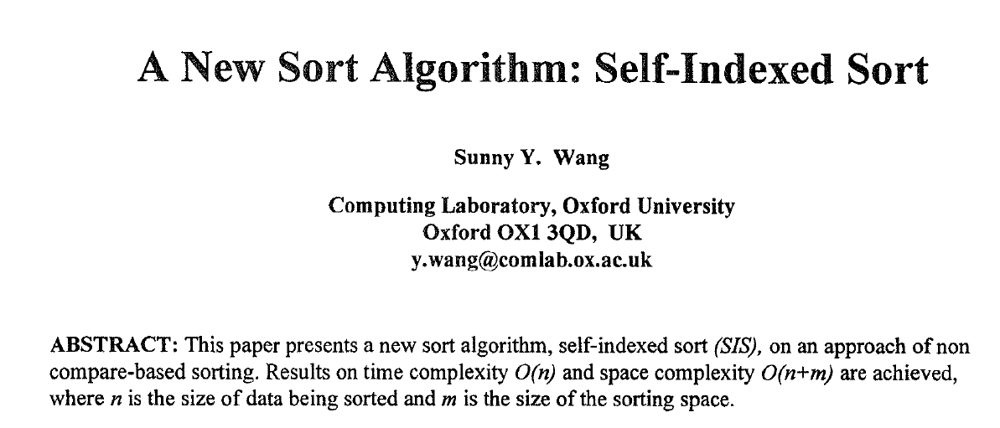 A New Sort Algorithm: Self-Indexed Sort
Sunny Y. Wang
Computing Laboratory, Oxford University
Oxford OX1 3QD, UK
y.wang@comlab.ox.ac.uk
ABSTRACT: This paper presents a new sort algorithm, self-indexed sort (SIS), on an approach of non
compare-based sorting. Results on time complexity O(n) and space complexity O(n+m) are achieved,
where n is the size of data being sorted and m is the size of the sorting space.